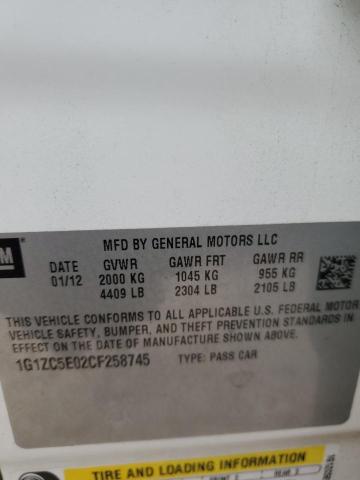 MFD BY GENERAL MOTORS LLC
DATE GVWR GAWR FRT GAWR RR
01/12 2000 KG 1045 KG 955 KG
4409 LB 2304 LB 2105 LB
THIS VEHICLE CONFORMS TO ALL APPLICABLE U.S. FEDERAL MOTOR
VEHICLE SAFETY, BUMPER, AND THEFT PREVENTION STANDARDS IN
EFFECT ON THE DATE OF MANUFACTURE SHOWN ABOVE.
1G1ZC5E02CF258745 TYPE: PASS CAR
TIRE AND LOADING INFORMATION